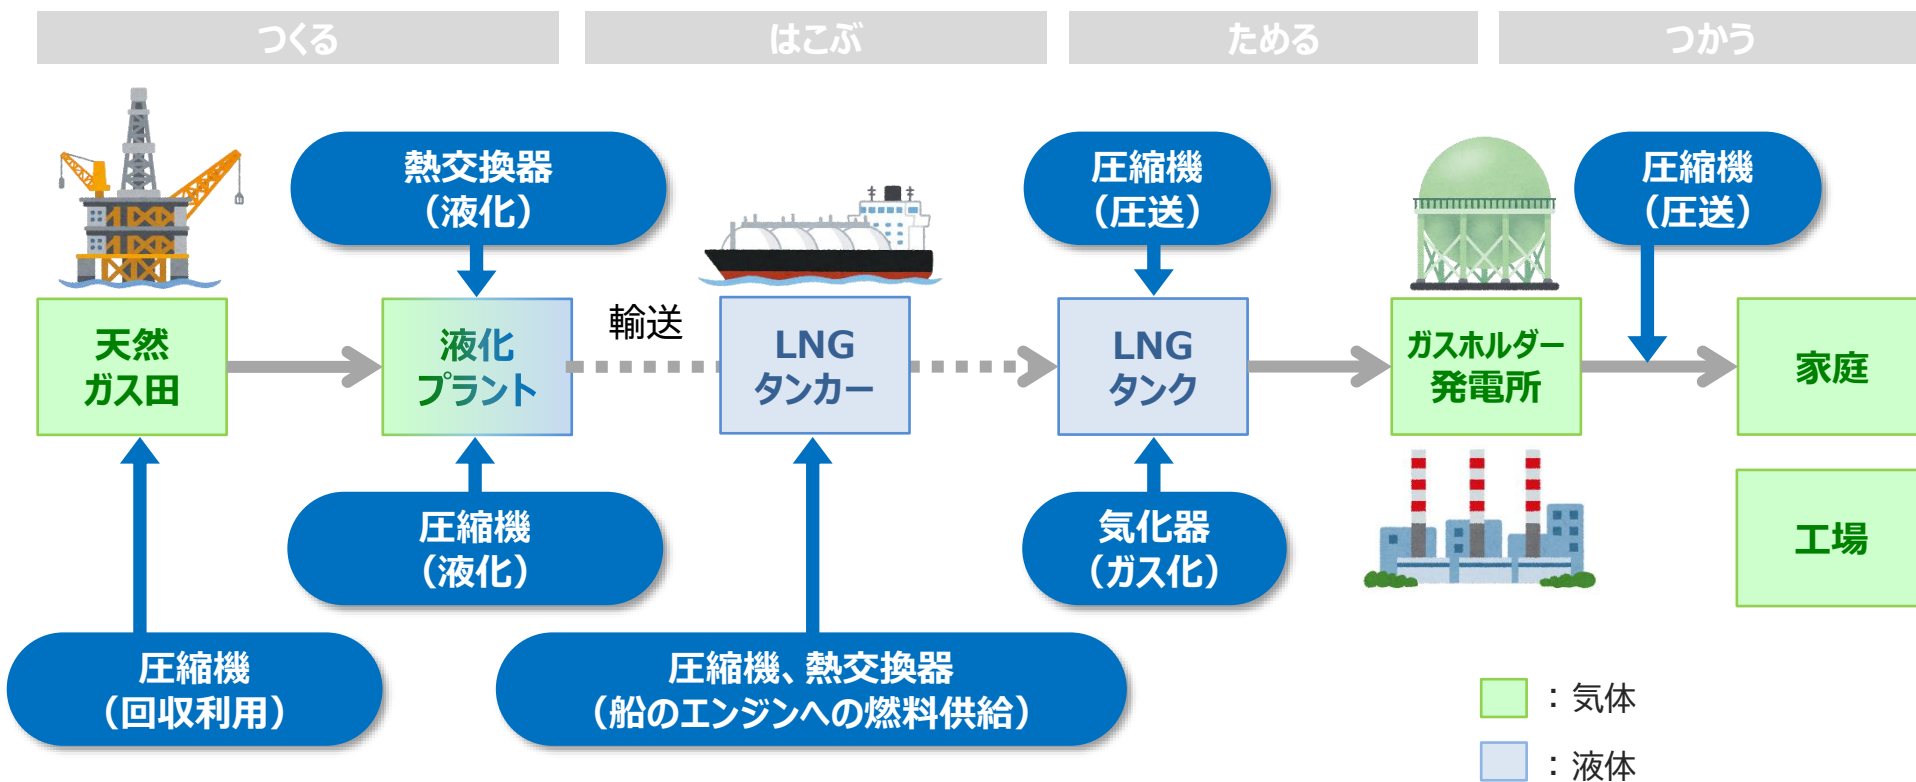 つくる
はこぶ
ためる
つかう
熱交換器
（液化）
圧縮機
（圧送）
圧縮機
（圧送）
天然
ガス田
液化
プラント
輸送
LNG
タンカー
LNG
タンク
ガスホルダー
発電所
家庭
工場
圧縮機
（液化）
気化器
（ガス化）
圧縮機
（回収利用）
圧縮機、熱交換器
（船のエンジンへの燃料供給）
：気体
：液体